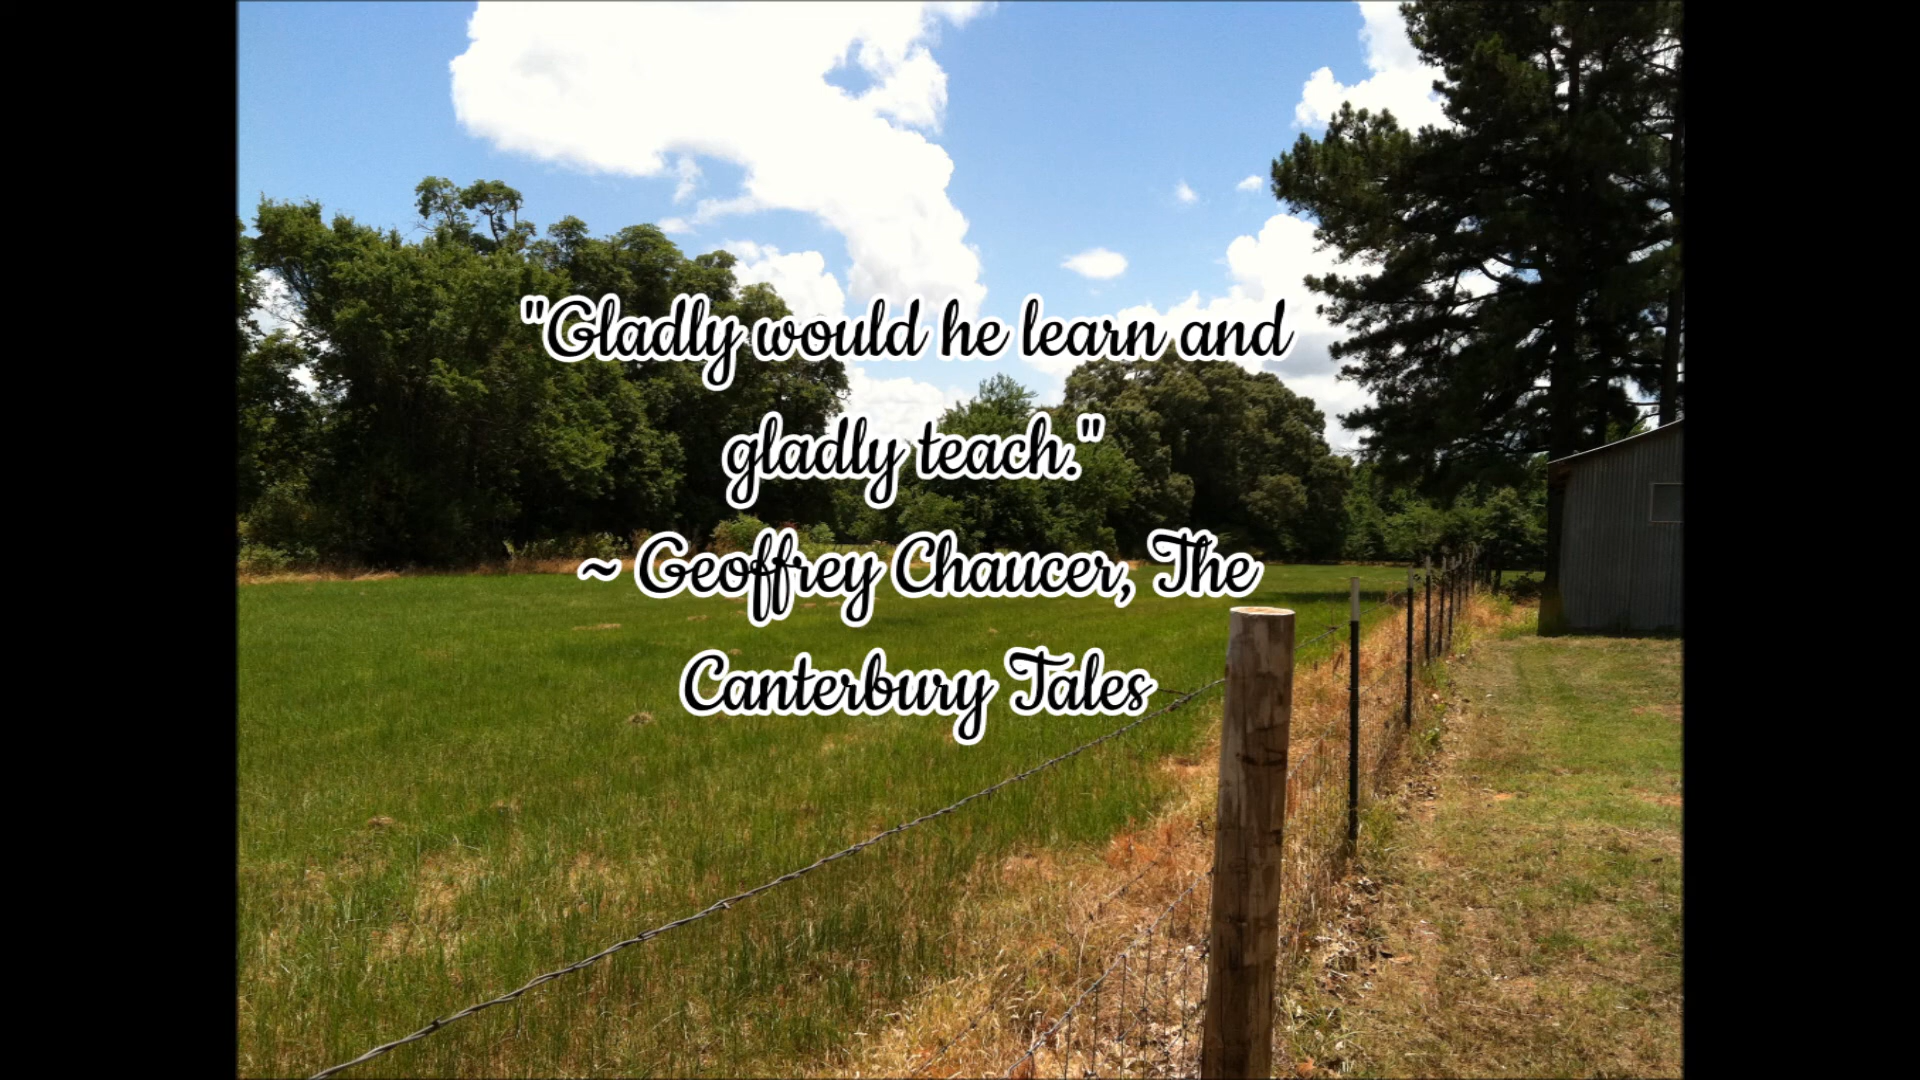 "Gladly would he learn and
gladly teach."
~ Geoffrey Chaucer, The
Canterbury Tales